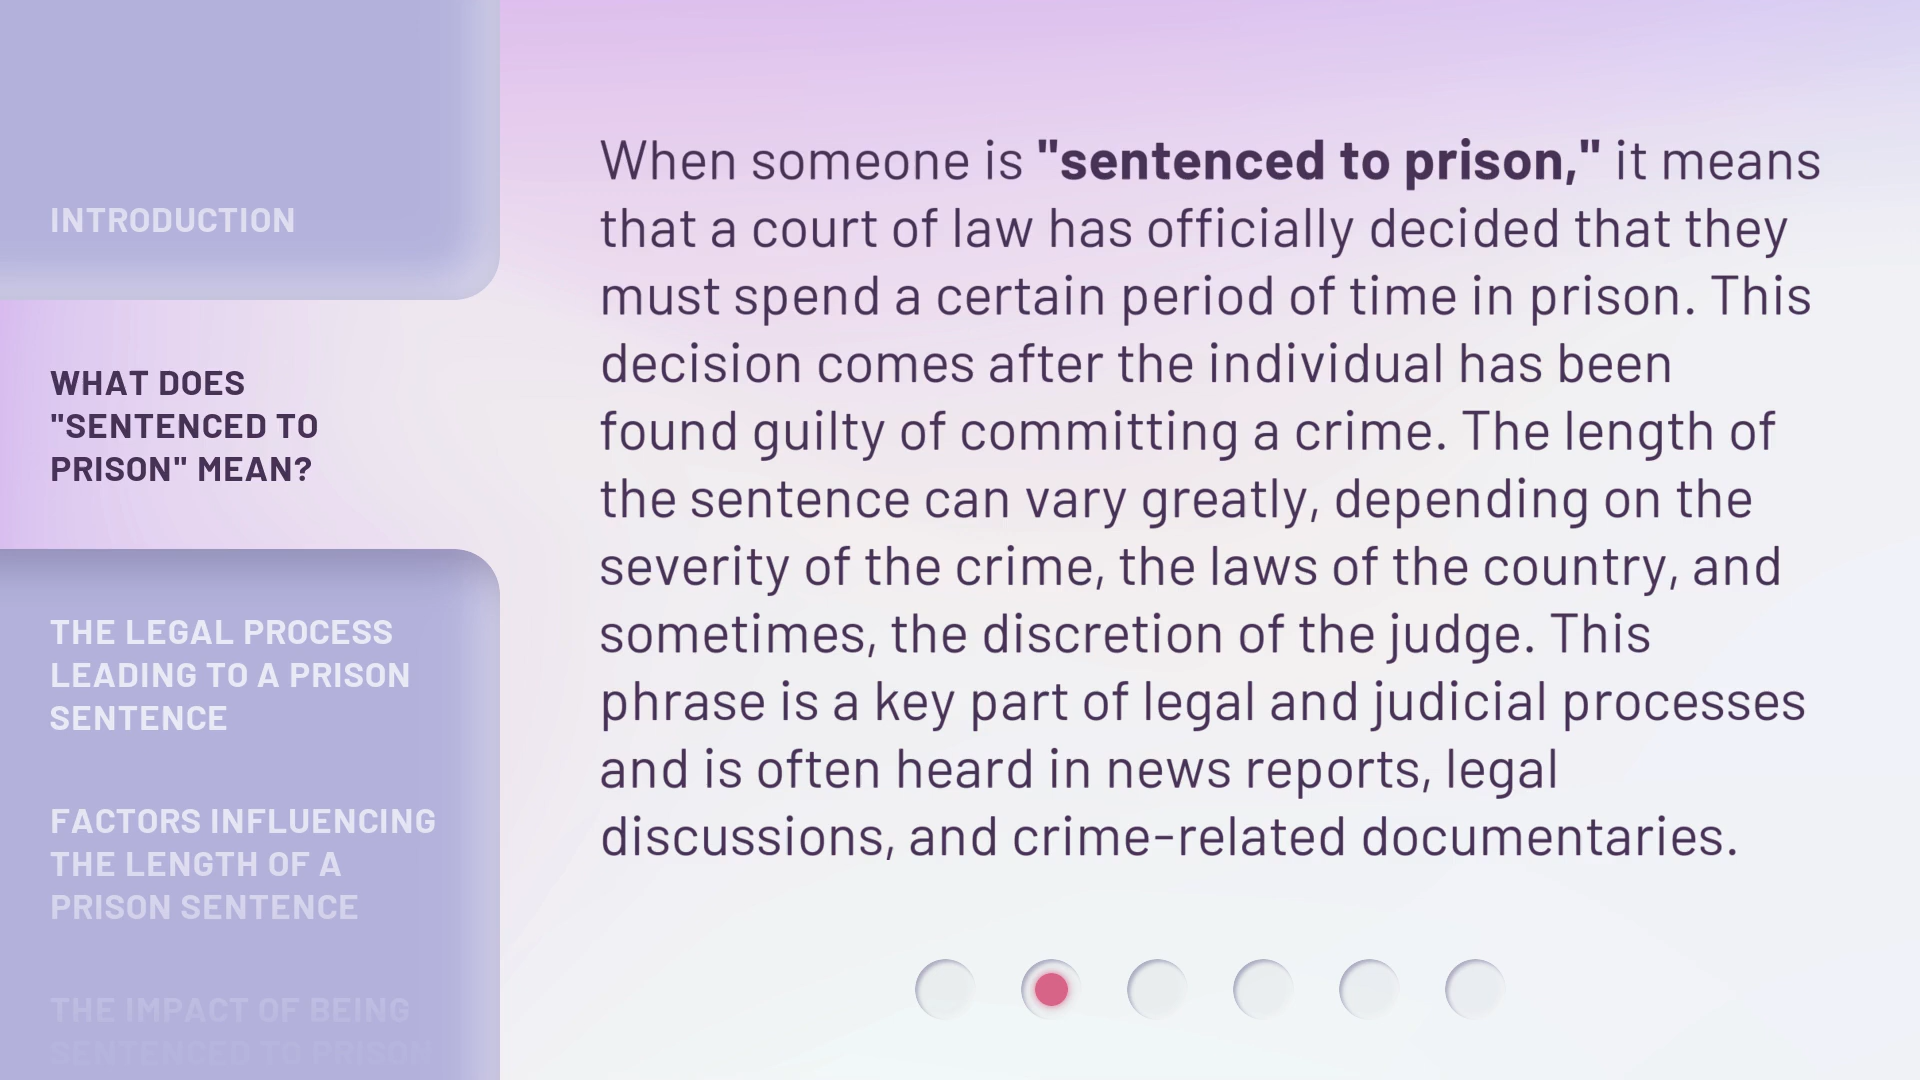 INTRODUCTION
WHAT DOES
"SENTENCED TO
PRISON" MEAN?
THE LEGAL PROCESS
LEADING TO A PRISON
SENTENCE
FACTORS INFLUENCING
THE LENGTH OF A
PRISON SENTENCE
THE IMPACT OF BEING
SENTENCED TO PRISON
When someone is "sentenced to prison," it means
that a court of law has officially decided that they
must spend a certain period of time in prison. This
decision comes after the individual has been
found guilty of committing a crime. The length of
the sentence can vary greatly, depending on the
severity of the crime, the laws of the country, and
sometimes, the discretion of the judge. This
phrase is a key part of legal and judicial processes
and is often heard in news reports, legal
discussions, and crime-related documentaries.